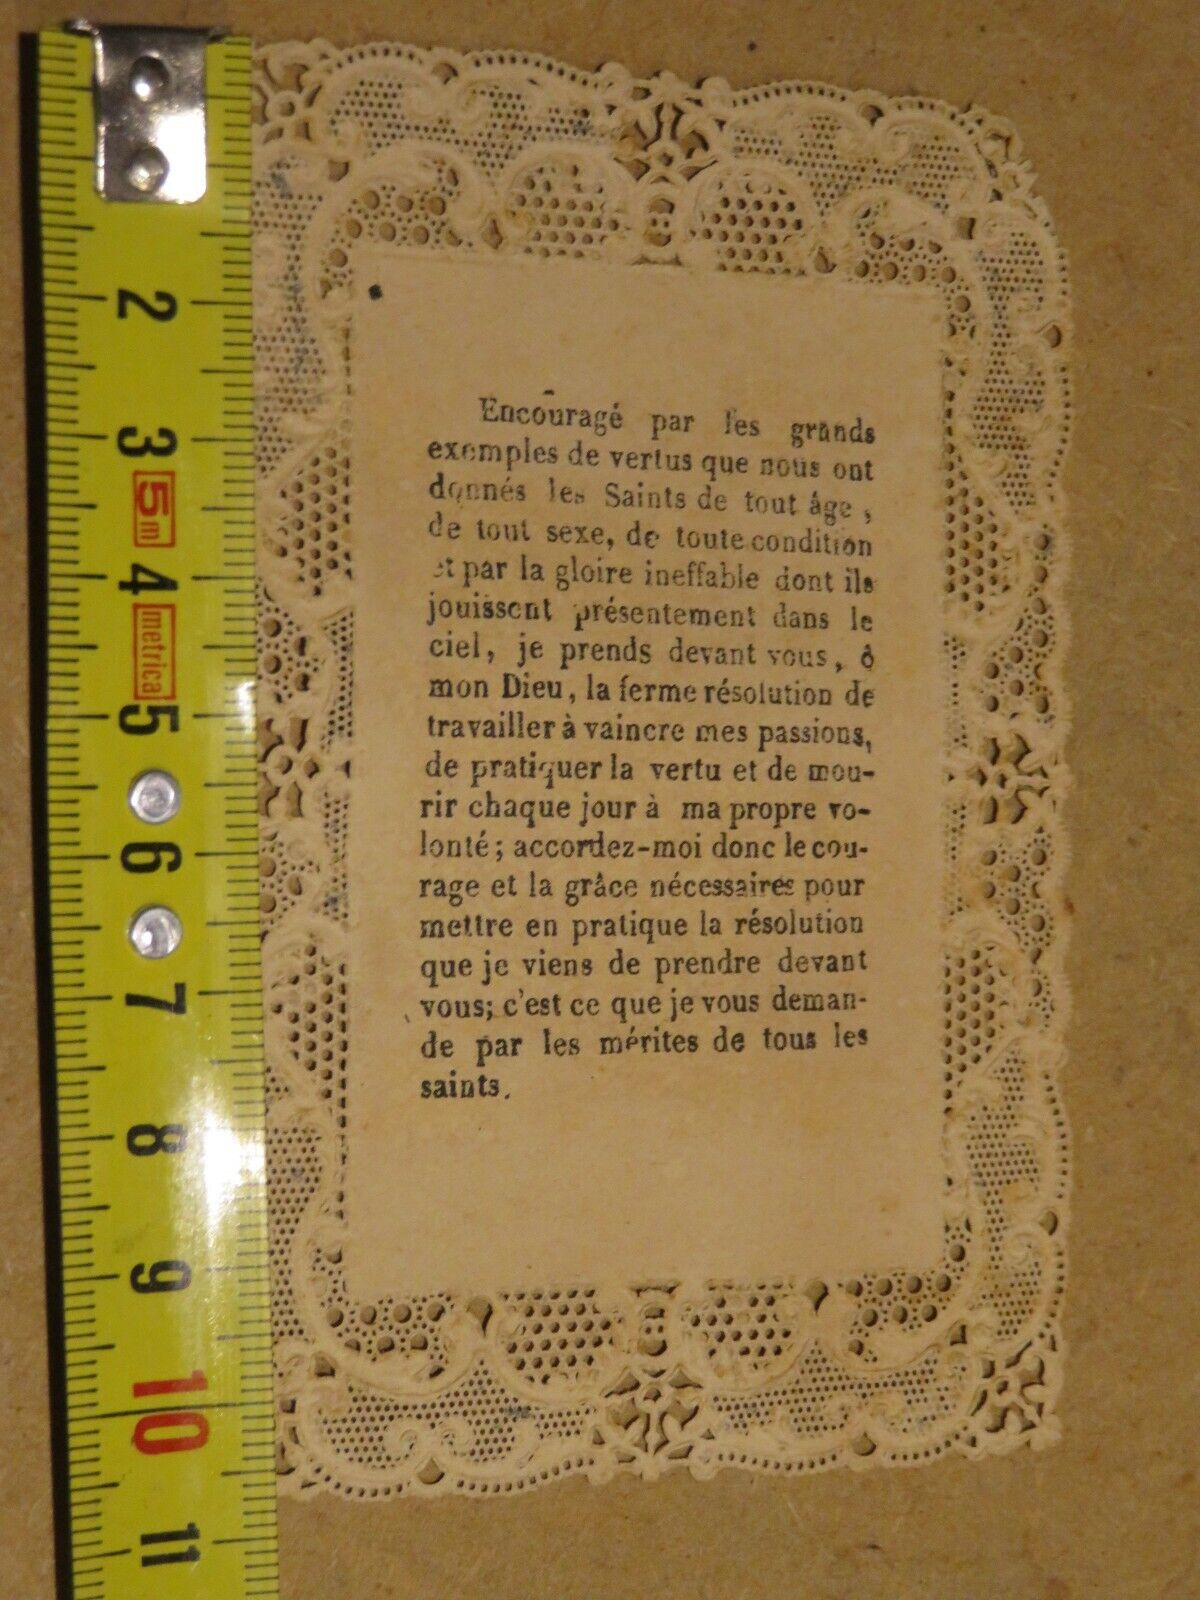 Encouragé par les grands
exemples de vertus que nous ont
donnés les Saints de tout âge,
de tout sexe, de toute condition
et par la gloire ineffable dont ils
jouissent présentement dans le
ciel, je prends devant vous, ô
mon Dieu, la ferme résolution de
travailler à vaincre mes passions,
de pratiquer la vertu et de mou-
rir chaque jour à ma propre vo-
lonté; accordez-moi donc le cou-
rage et la grâce nécessaires pour
mettre en pratique la résolution
que je viens de prendre devant
vous; c'est ce que je vous deman-
de par les mérites de tous les
saints.
2
3
5m
4
metrica
5
6
7
8
9
10
11